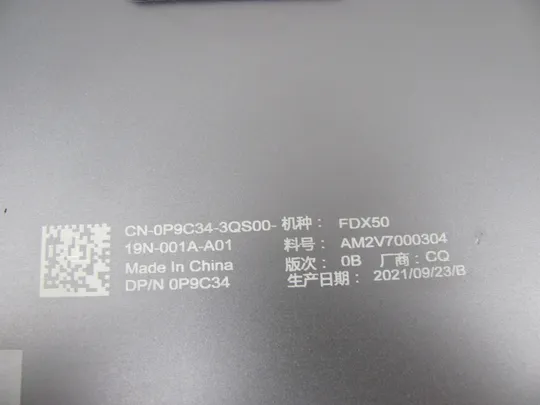 CN-0P9C34-3QS00-
19N-001A-A01
Made In China
DP/N 0P9C34
机种： FDX50
料号： AM2V7000304
版次： 0B 厂商：CQ
生产日期： 2021/09/23/B